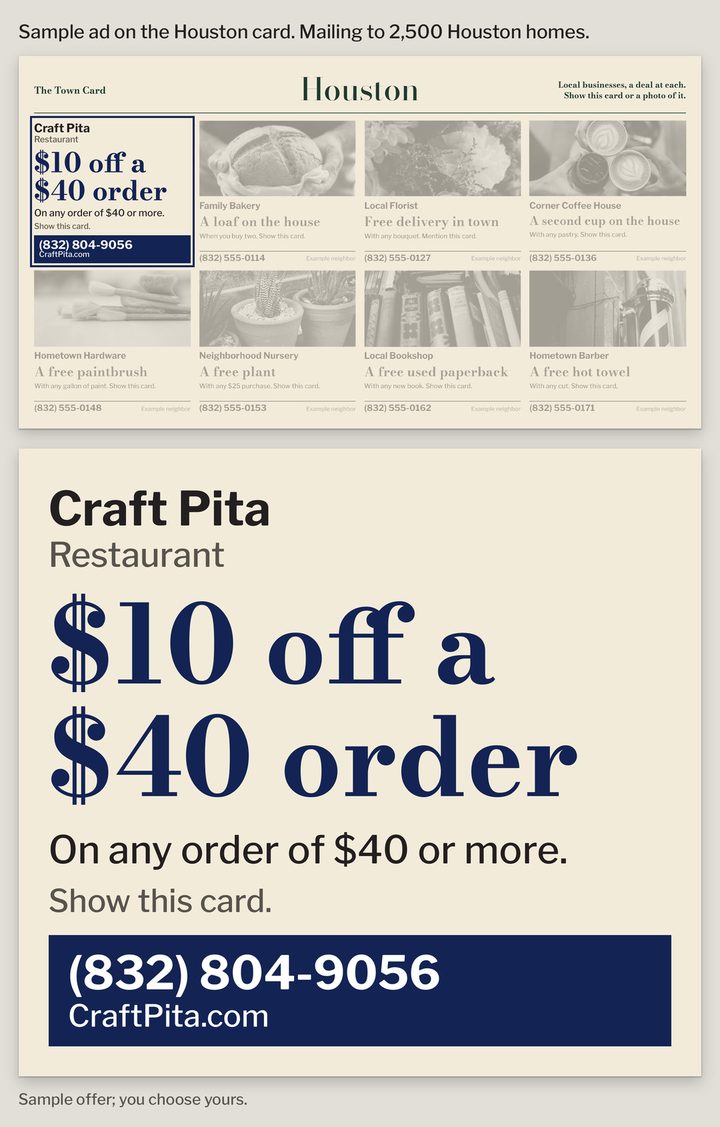 Sample ad on the Houston card. Mailing to 2,500 Houston homes.
The Town Card
Houston
Local businesses, a deal at each.
Show this card or a photo of it.
Craft Pita
Restaurant
$10 off a
$40 order
On any order of $40 or more.
Show this card.
(832) 804-9056
CraftPita.com
Family Bakery
A loaf on the house
When you buy two. Show this card.
(832) 555-0114 Example neighbor
Local Florist
Free delivery in town
With any bouquet. Mention this card.
(832) 555-0127 Example neighbor
Corner Coffee House
A second cup on the house
With any pastry. Show this card.
(832) 555-0136 Example neighbor
Hometown Hardware
A free paintbrush
With any gallon of paint. Show this card.
(832) 555-0148 Example neighbor
Neighborhood Nursery
A free plant
With any $25 purchase. Show this card.
(832) 555-0153 Example neighbor
Local Bookshop
A free used paperback
With any new book. Show this card.
(832) 555-0162 Example neighbor
Hometown Barber
A free hot towel
With any cut. Show this card.
(832) 555-0171 Example neighbor
Craft Pita
Restaurant
$10 off a
$40 order
On any order of $40 or more.
Show this card.
(832) 804-9056
CraftPita.com
Sample offer; you choose yours.